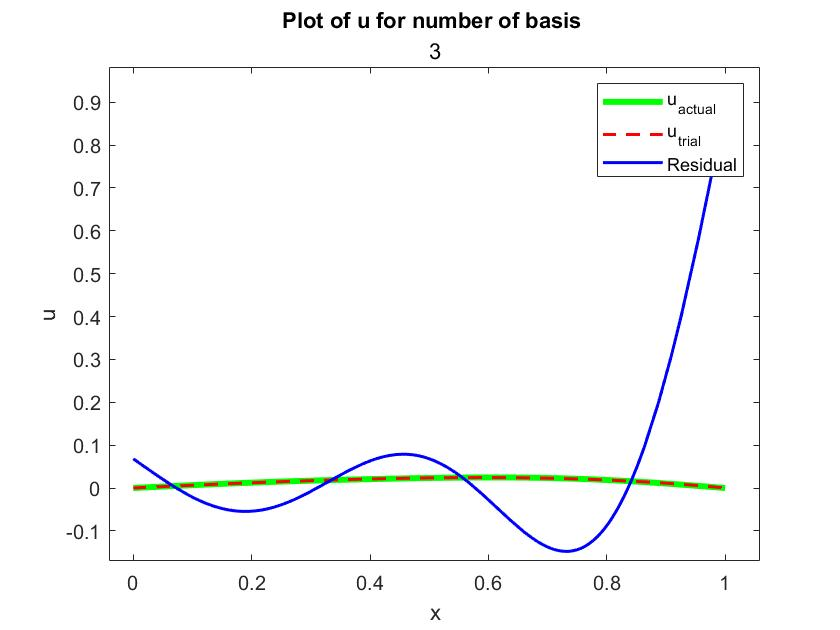 Plot of u for number of basis
3
0.9
0.8
0.7
0.6
0.5
0.4
0.3
0.2
0.1
0
-0.1
u
u_actual
u_trial
Residual
0 0.2 0.4 0.6 0.8 1
x